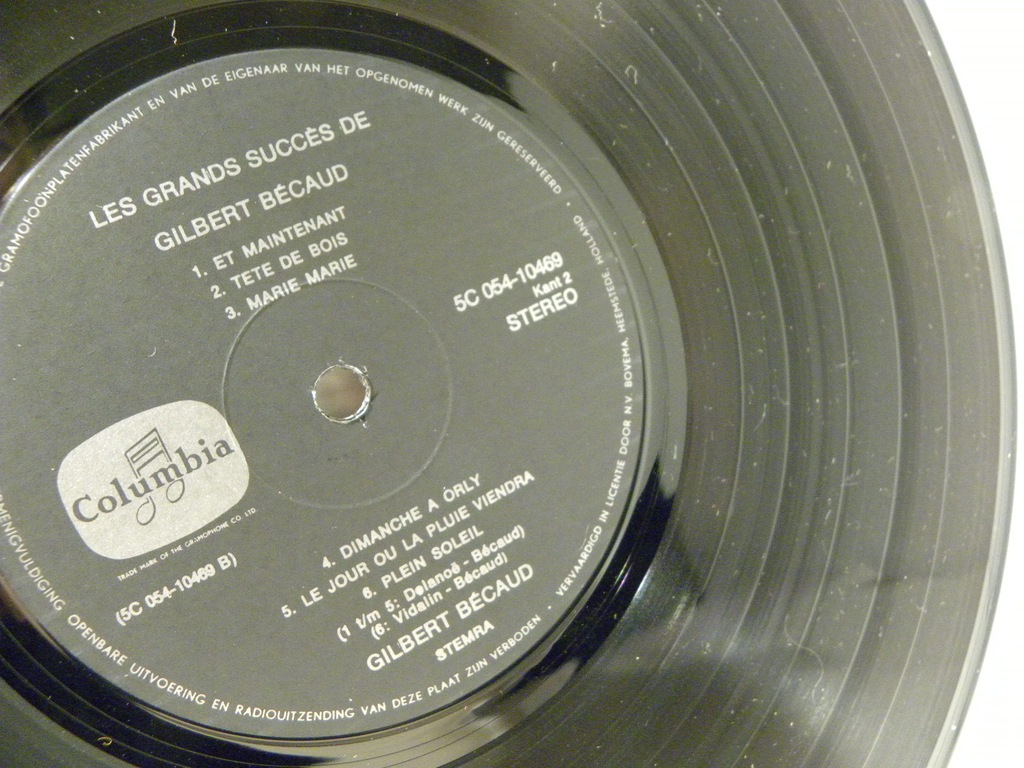 GRAMOFOONPLATENFABRIKANT EN VAN DE EIGENAAR VAN HET OPGENOMEN WERK ZIJN GERESERVEERD •
LES GRANDS SUCCÈS DE
GILBERT BÉCAUD
1. ET MAINTENANT
2. TETE DE BOIS
3. MARIE MARIE
5C 054-10469
Kant 2
STEREO
Columbia
TRADE MARK OF THE GRAMOPHONE CO. LTD.
(5C 054-10469 B)
4. DIMANCHE A ORLY
5. LE JOUR OU LA PLUIE VIENDRA
6. PLEIN SOLEIL
(1 t/m 5: Delanoë - Bécaud)
(6: Vidalin - Bécaud)
GILBERT BÉCAUD
STEMRA
OPENBARE UITVOERING EN RADIOUITZENDING VAN DEZE PLAAT ZIJN VERBODEN •
VERVAARDIGD IN LICENTIE DOOR N.V. BOVEMA, HEEMSTEDE, HOLLAND